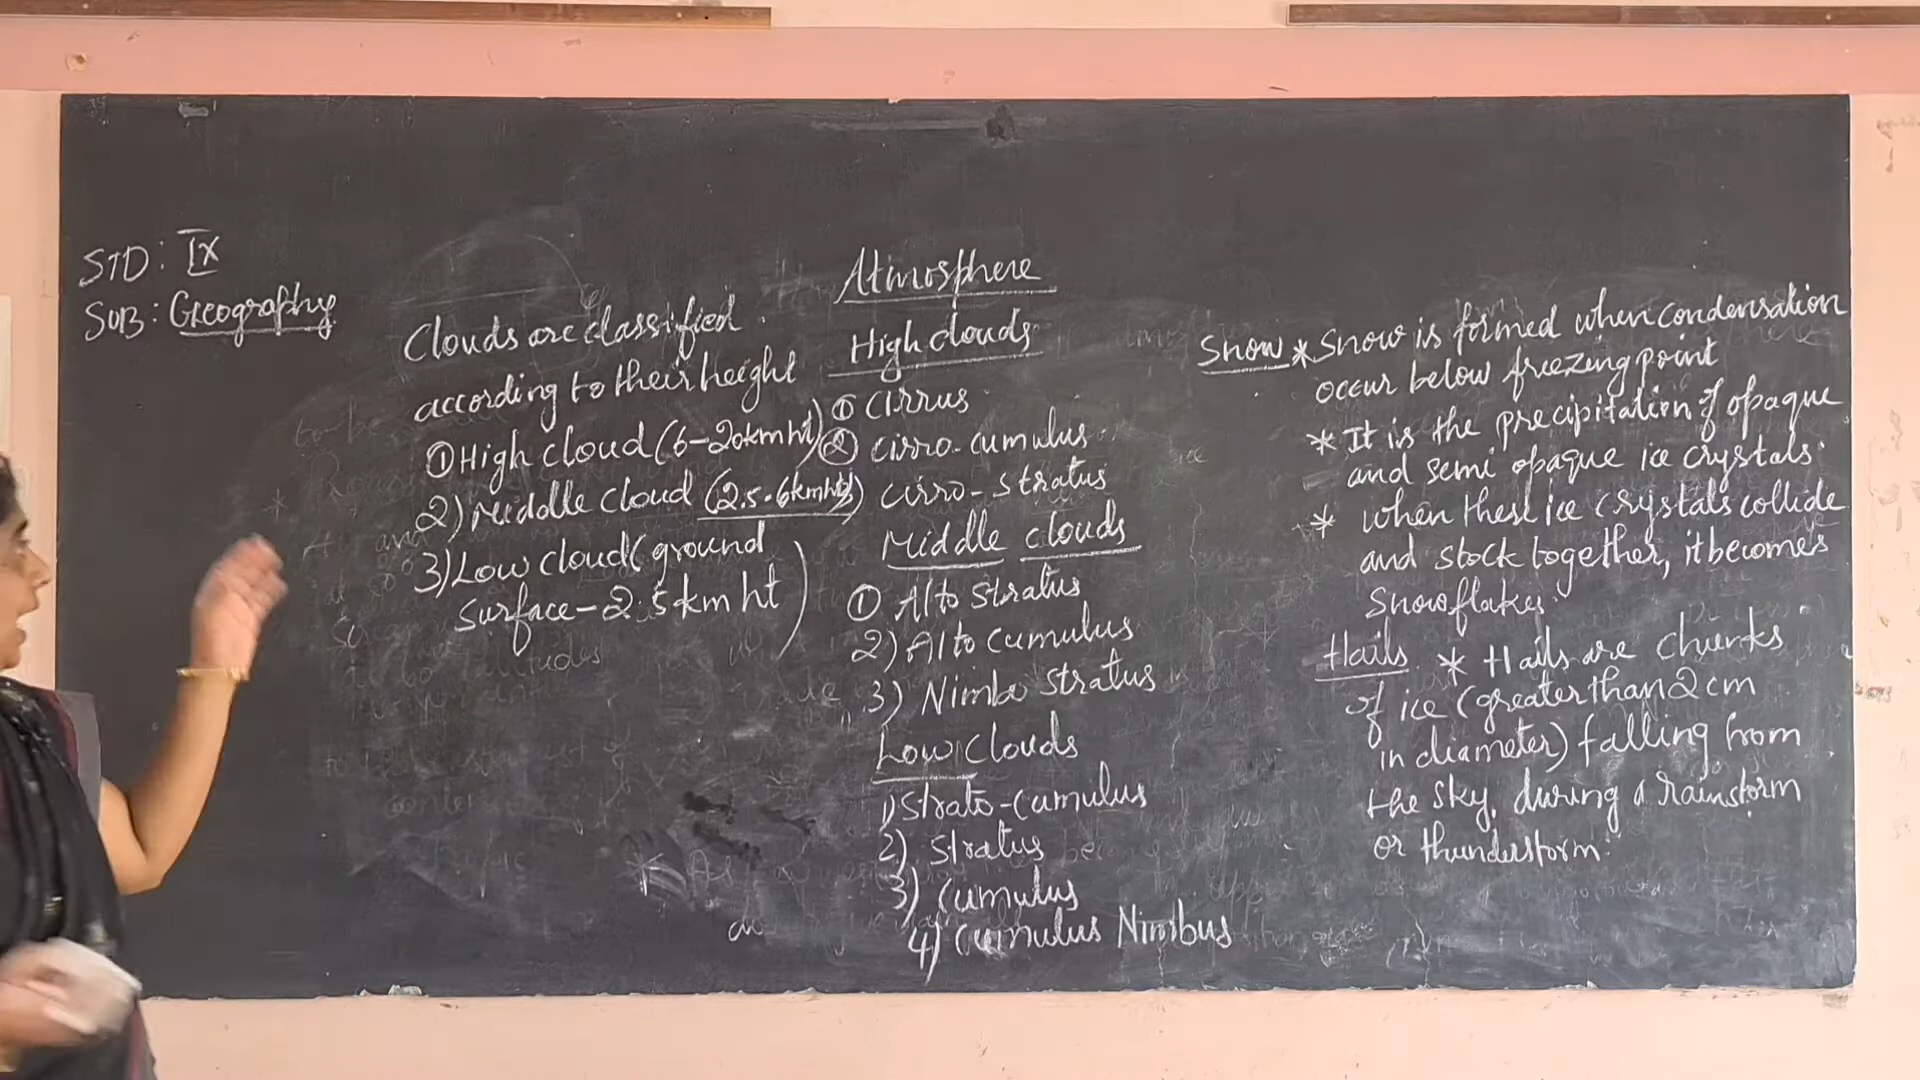 STD: IX
SUB: Geography
Atmosphere
Clouds are classified
according to their height
① High cloud (6-20km ht)
2) Middle cloud (2.5-6km ht)
3) Low cloud (ground
surface - 2.5km ht)
High clouds
① Cirrus
② Cirro-cumulus
Cirro-stratus
Middle clouds
① Alto Stratus
2) Alto cumulus
3) Nimbo Stratus
Low Clouds
1) Strato-Cumulus
2) Stratus
3) Cumulus
4) Cumulus Nimbus
Snow * Snow is formed when condensation
occur below freezing point
* It is the precipitation of opaque
and semi opaque ice crystals.
* when these ice crystals collide
and stock together, it becomes
Snowflakes.
Hails * Hails are chunks
of ice (greater than 2 cm
in diameter) falling from
the sky, during a rainstorm
or thunderstorm.